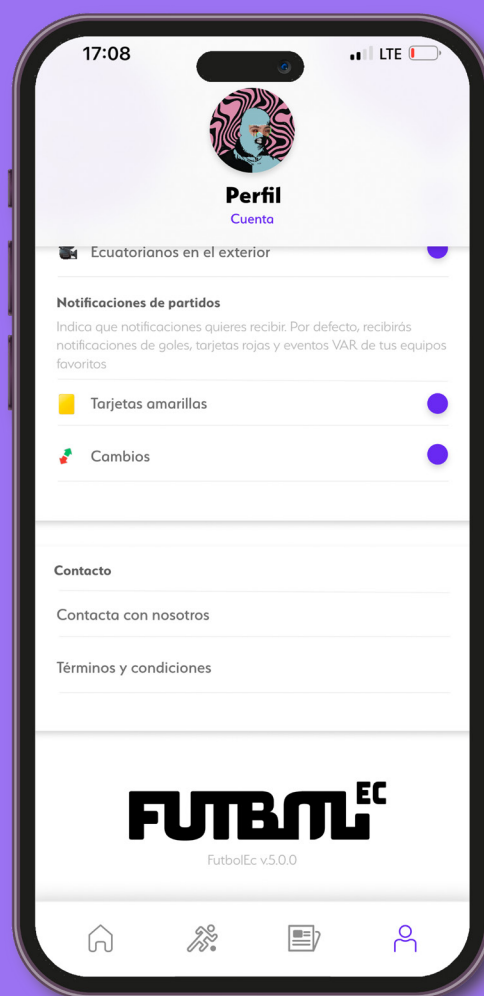 17:08
LTE
Perfil
Cuenta
Ecuatorianos en el exterior
Notificaciones de partidos
Indica que notificaciones quieres recibir. Por defecto, recibirás
notificaciones de goles, tarjetas rojas y eventos VAR de tus equipos
favoritos
Tarjetas amarillas
Cambios
Contacto
Contacta con nosotros
Términos y condiciones
FUTBOL EC
FutbolEc v.5.0.0